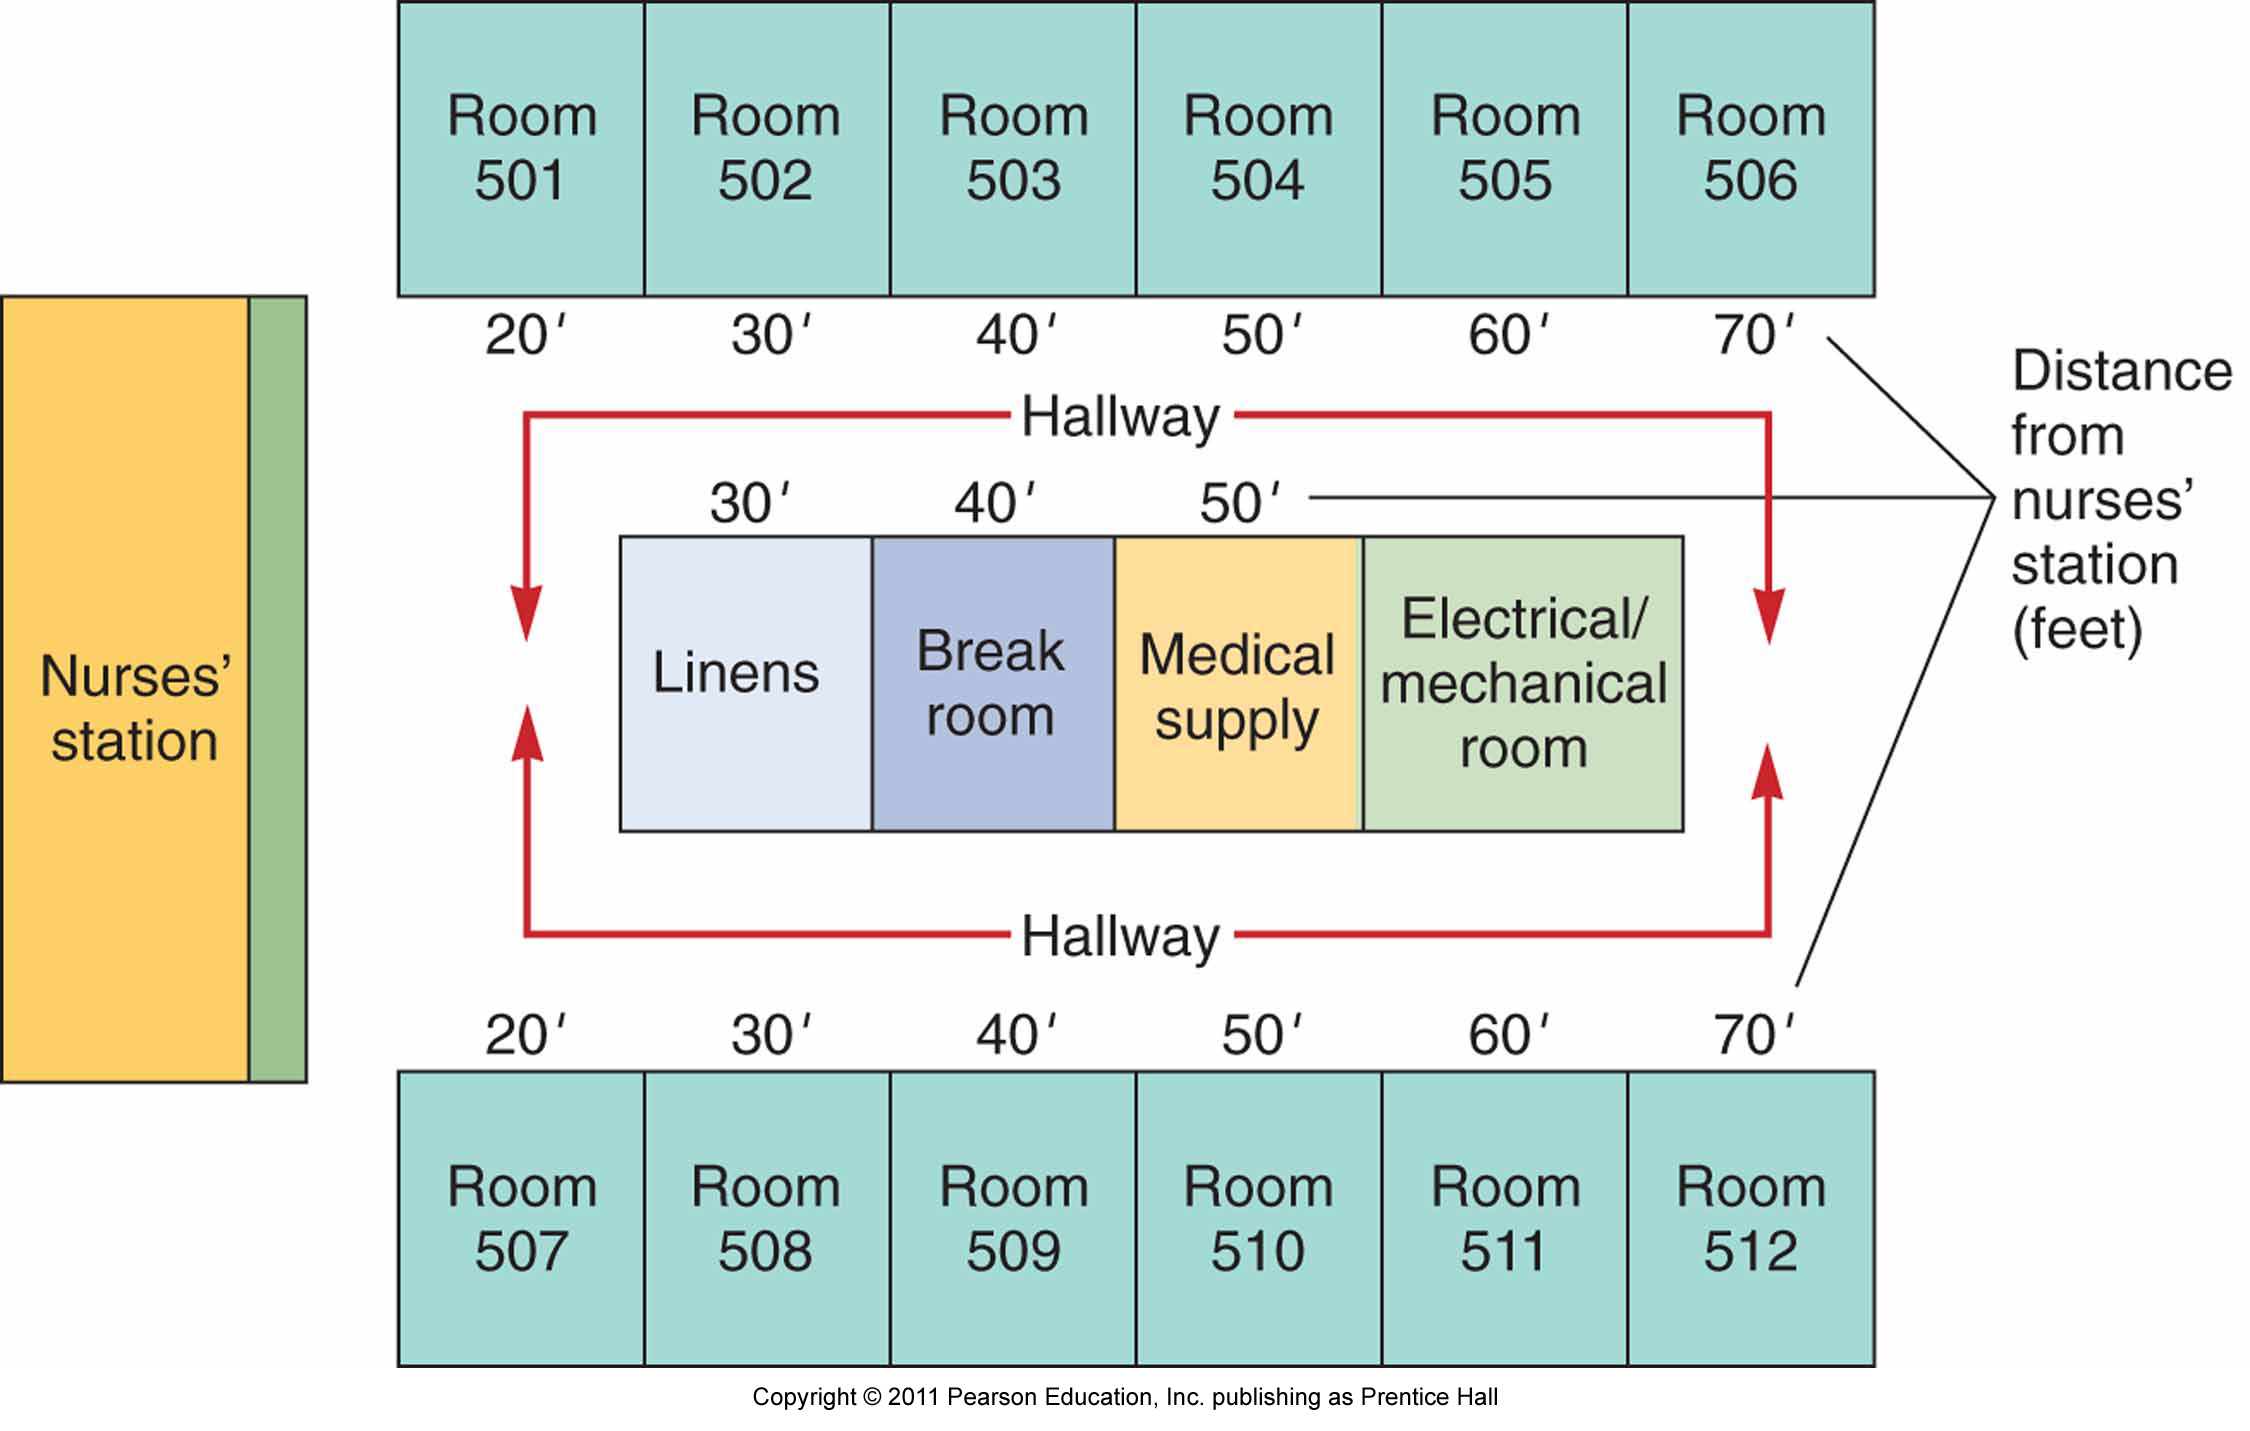 Room Room Room Room Room Room
501 502 503 504 505 506
20′ 30′ 40′ 50′ 60′ 70′
Hallway
30′ 40′ 50′
Distance
from
nurses’
station
(feet)
Nurses’
station
Linens
Break
room
Medical
supply
Electrical/
mechanical
room
Hallway
20′ 30′ 40′ 50′ 60′ 70′
Room Room Room Room Room Room
507 508 509 510 511 512
Copyright © 2011 Pearson Education, Inc. publishing as Prentice Hall